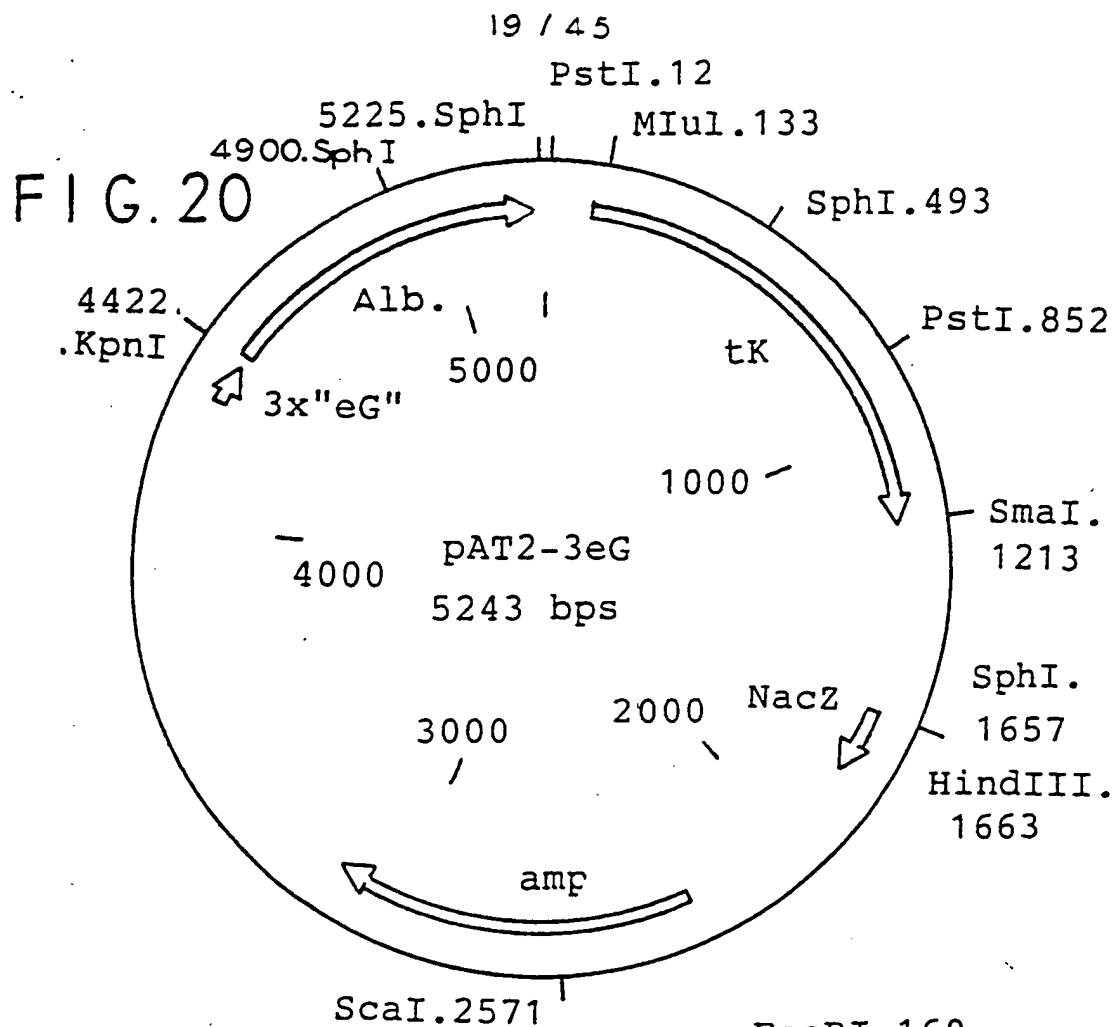 19 / 45
PstI.12
5225.SphI
MIu1.133
4900.SphI
FIG. 20
SphI.493
4422.
.KpnI
Alb.
PstI.852
tK
5000
3x"eG"
1000
SmaI.
1213
pAT2-3eG
4000
5243 bps
SphI.
1657
NacZ
2000
3000
HindIII.
1663
amp
ScaI.2571